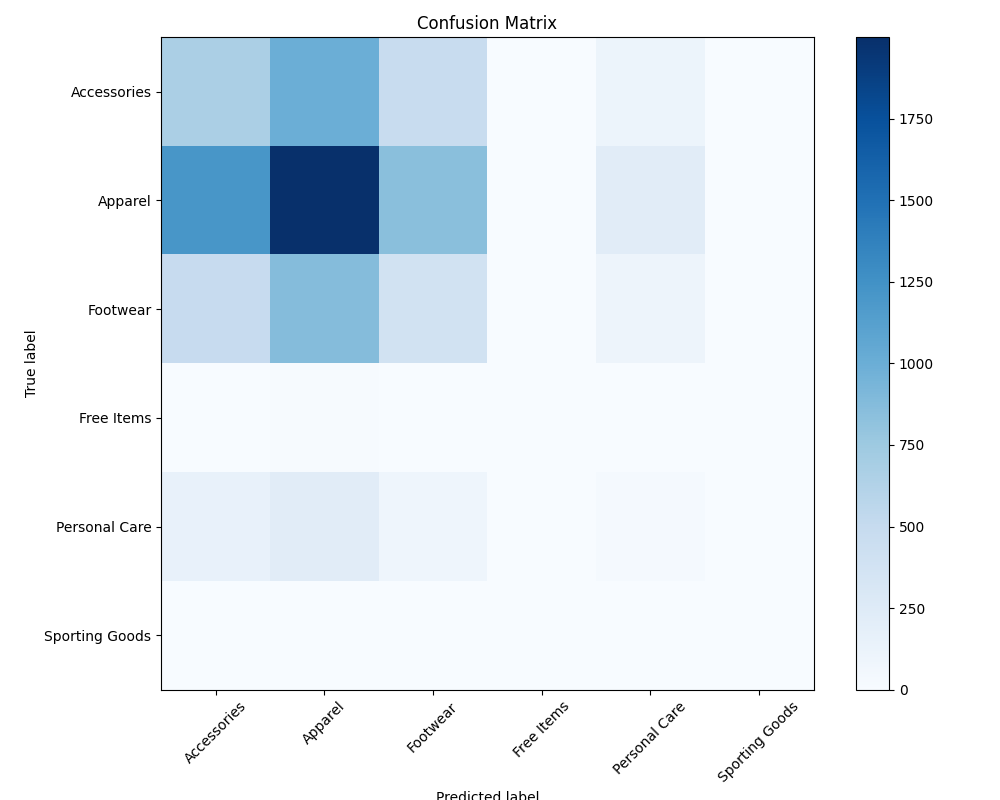 Confusion Matrix
True label
Accessories
Apparel
Footwear
Free Items
Personal Care
Sporting Goods
Accessories
Apparel
Footwear
Free Items
Personal Care
Sporting Goods
Predicted label
1750
1500
1250
1000
750
500
250
0